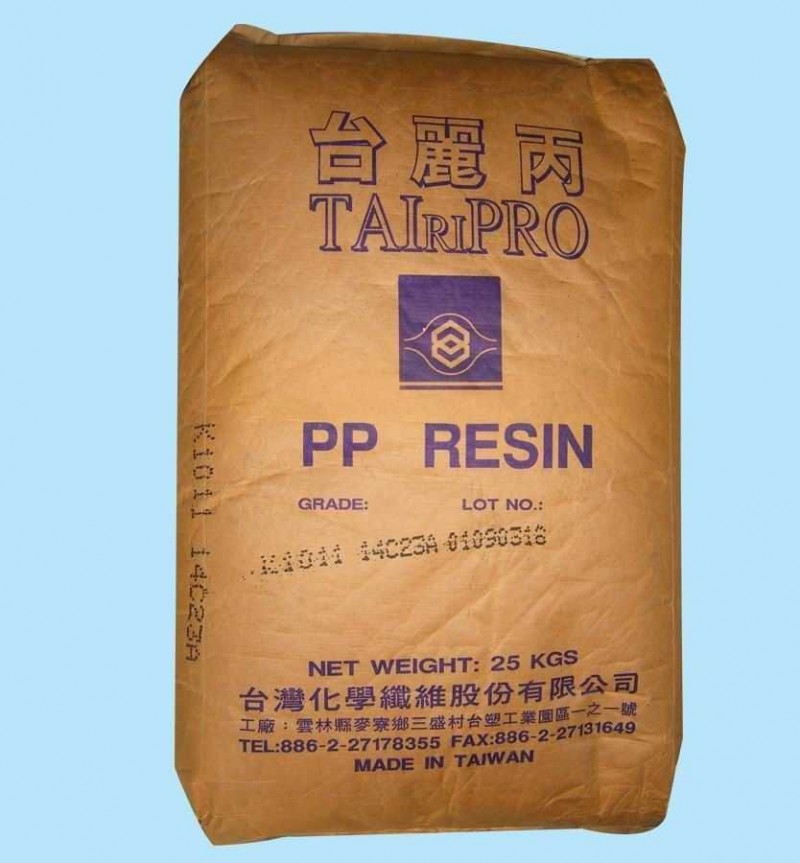 台麗丙
TAIRIPRO
PP RESIN
GRADE: LOT NO.:
K1011 14C23A 01090318
K1011 14C23A
NET WEIGHT: 25 KGS
台灣化學纖維股份有限公司
工廠：雲林縣麥寮鄉三盛村台塑工業園區一之一號
TEL:886-2-27178355 FAX:886-2-27131649
MADE IN TAIWAN